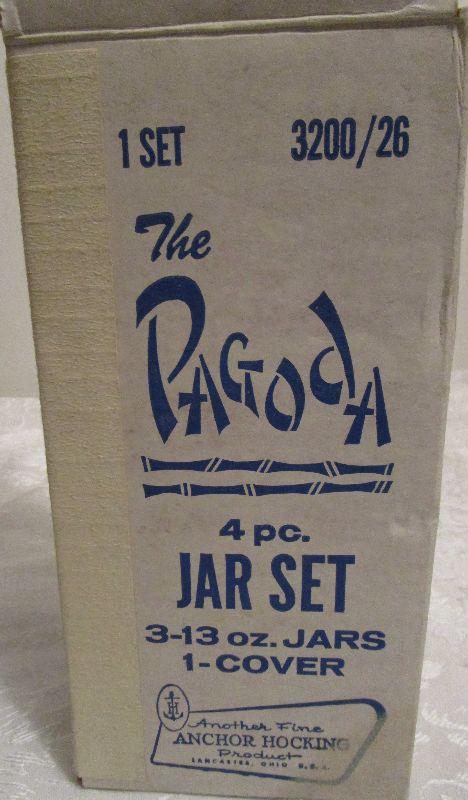 1 SET 3200/26
The
PAGODA
4 pc.
JAR SET
3-13 oz. JARS
1-COVER
H
Another Fine
ANCHOR HOCKING
Product
LANCASTER, OHIO U.S.A.